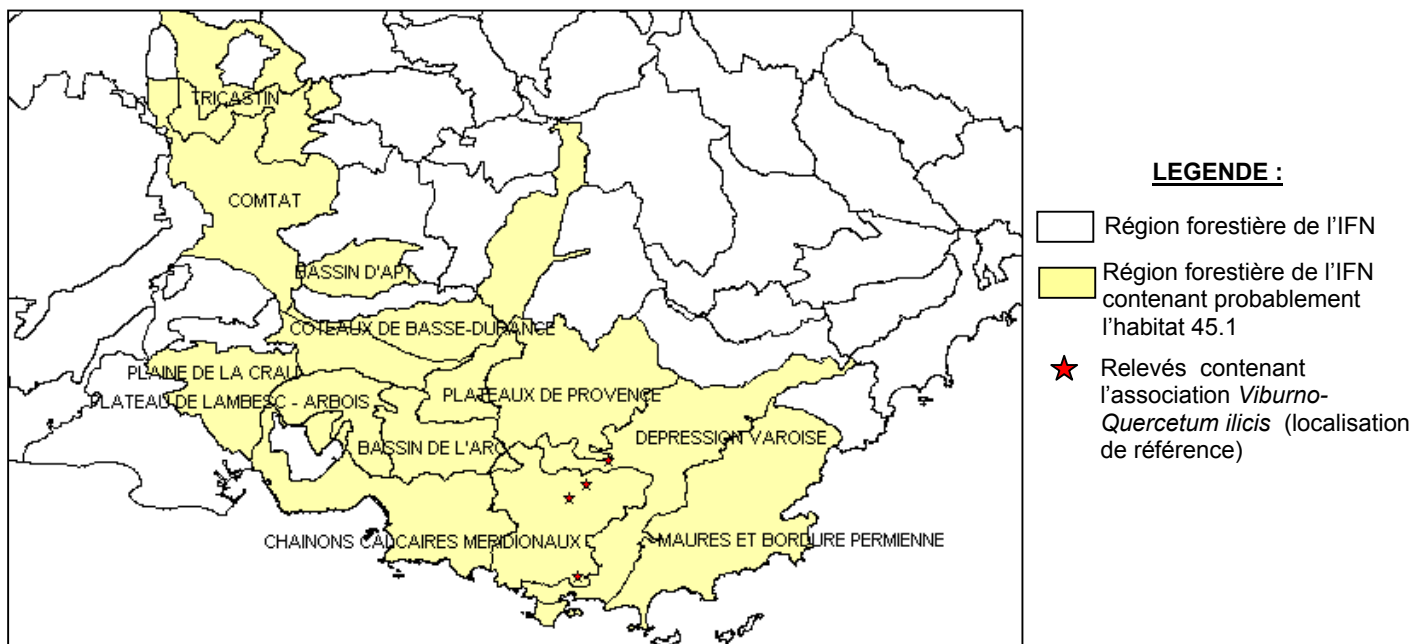 TRICASTIN
COMTAT
BASSIN D'APT
COTEAUX DE BASSE-DURANCE
PLAINE DE LA CRAU
PLATEAU DE LAMBESC - ARBOIS
PLATEAUX DE PROVENCE
BASSIN DE L'ARC
DEPRESSION VAROISE
CHAINONS CALCAIRES MERIDIONAUX D
MAURES ET BORDURE PERMIENNE
LEGENDE :
Région forestière de l'IFN
Région forestière de l'IFN
contenant probablement
l'habitat 45.1
Relevés contenant
l'association Viburno-
Quercetum ilicis (localisation
de référence)